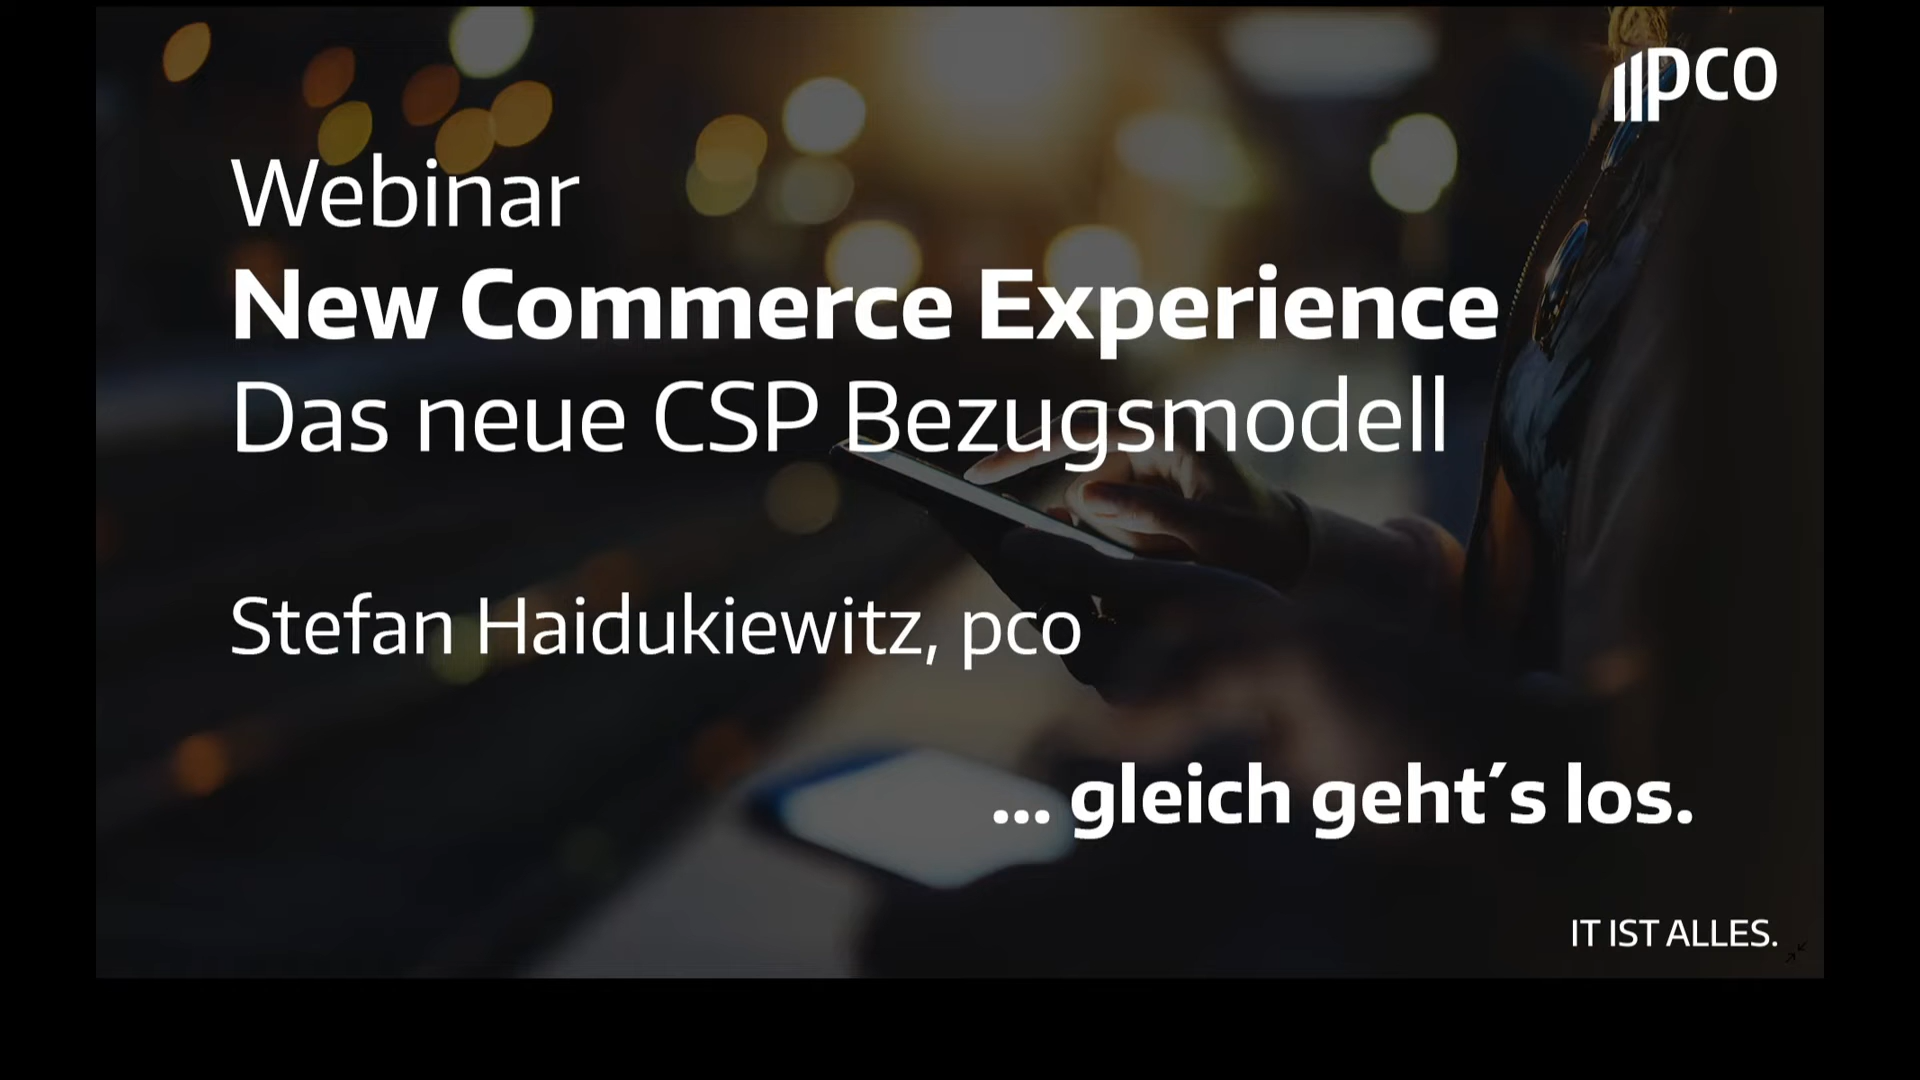 pco
Webinar
New Commerce Experience
Das neue CSP Bezugsmodell
Stefan Haidukiewitz, pco
... gleich geht´s los.
IT IST ALLES.